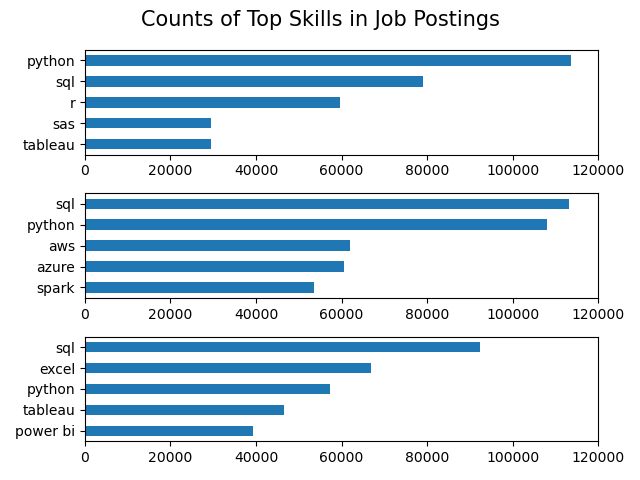 Counts of Top Skills in Job Postings
python
sql
r
sas
tableau
0 20000 40000 60000 80000 100000 120000
sql
python
aws
azure
spark
0 20000 40000 60000 80000 100000 120000
sql
excel
python
tableau
power bi
0 20000 40000 60000 80000 100000 120000